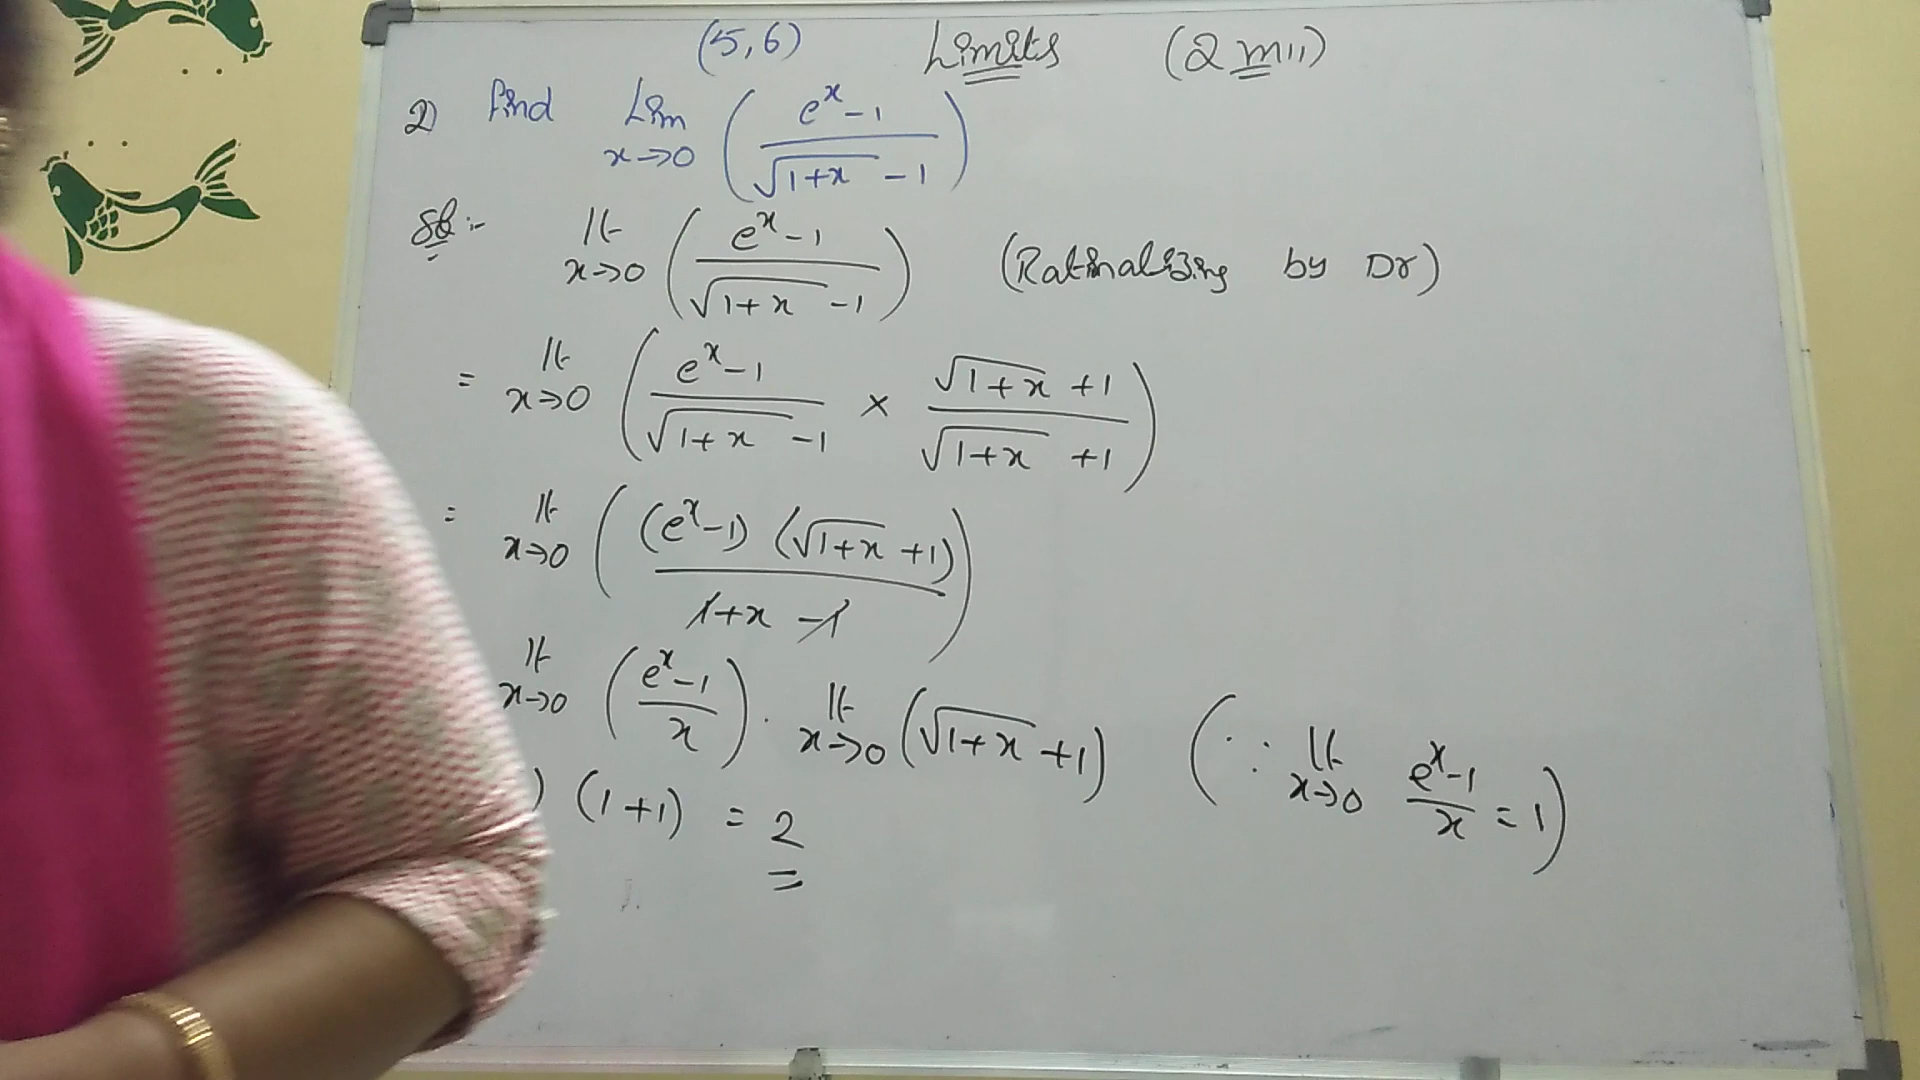 (5,6) Limits (2 m11)
2) Find Lim x→0 ( e^x - 1 / √1+x - 1 )
Sol :- lt x→0 ( e^x - 1 / √1+x - 1 ) (Rationalizing by Dr)
= lt x→0 ( e^x - 1 / √1+x - 1 × √1+x + 1 / √1+x + 1 )
= lt x→0 ( (e^x - 1) (√1+x + 1) / 1+x - 1 )
lt x→0 ( e^x - 1 / x ) . lt x→0 (√1+x + 1) (∵ lt x→0 e^x - 1 / x = 1)
) (1+1) = 2